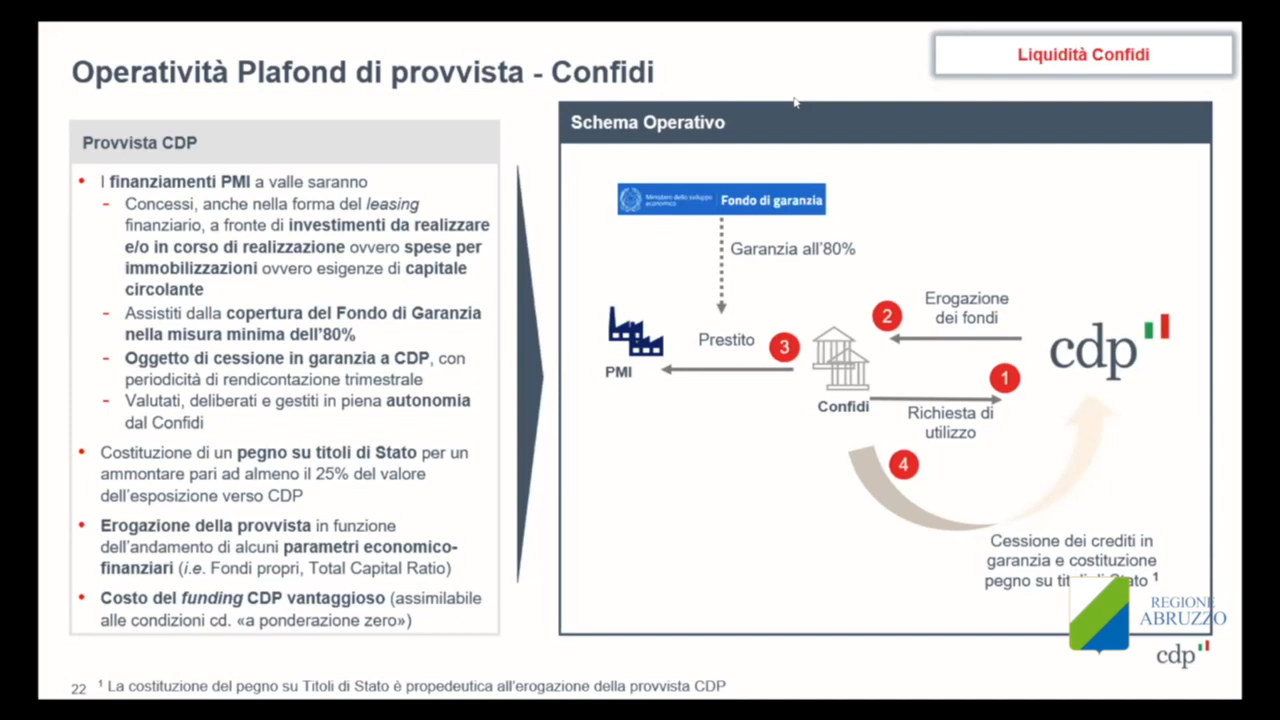 Operatività Plafond di provvista - Confidi
Liquidità Confidi
Provvista CDP
• I finanziamenti PMI a valle saranno
- Concessi, anche nella forma del leasing
finanziario, a fronte di investimenti da realizzare
e/o in corso di realizzazione ovvero spese per
immobilizzazioni ovvero esigenze di capitale
circolante
- Assistiti dalla copertura del Fondo di Garanzia
nella misura minima dell'80%
- Oggetto di cessione in garanzia a CDP, con
periodicità di rendicontazione trimestrale
- Valutati, deliberati e gestiti in piena autonomia
dal Confidi
• Costituzione di un pegno su titoli di Stato per un
ammontare pari ad almeno il 25% del valore
dell'esposizione verso CDP
• Erogazione della provvista in funzione
dell'andamento di alcuni parametri economico-
finanziari (i.e. Fondi propri, Total Capital Ratio)
• Costo del funding CDP vantaggioso (assimilabile
alle condizioni cd. «a ponderazione zero»)
Schema Operativo
Ministero dello sviluppo
economico
Fondo di garanzia
Garanzia all'80%
Erogazione
dei fondi
2
Prestito
3
PMI
Confidi
cdp
1
Richiesta di
utilizzo
4
Cessione dei crediti in
garanzia e costituzione
pegno su titoli di Stato ¹
REGIONE
ABRUZZO
cdp
22
¹ La costituzione del pegno su Titoli di Stato è propedeutica all'erogazione della provvista CDP